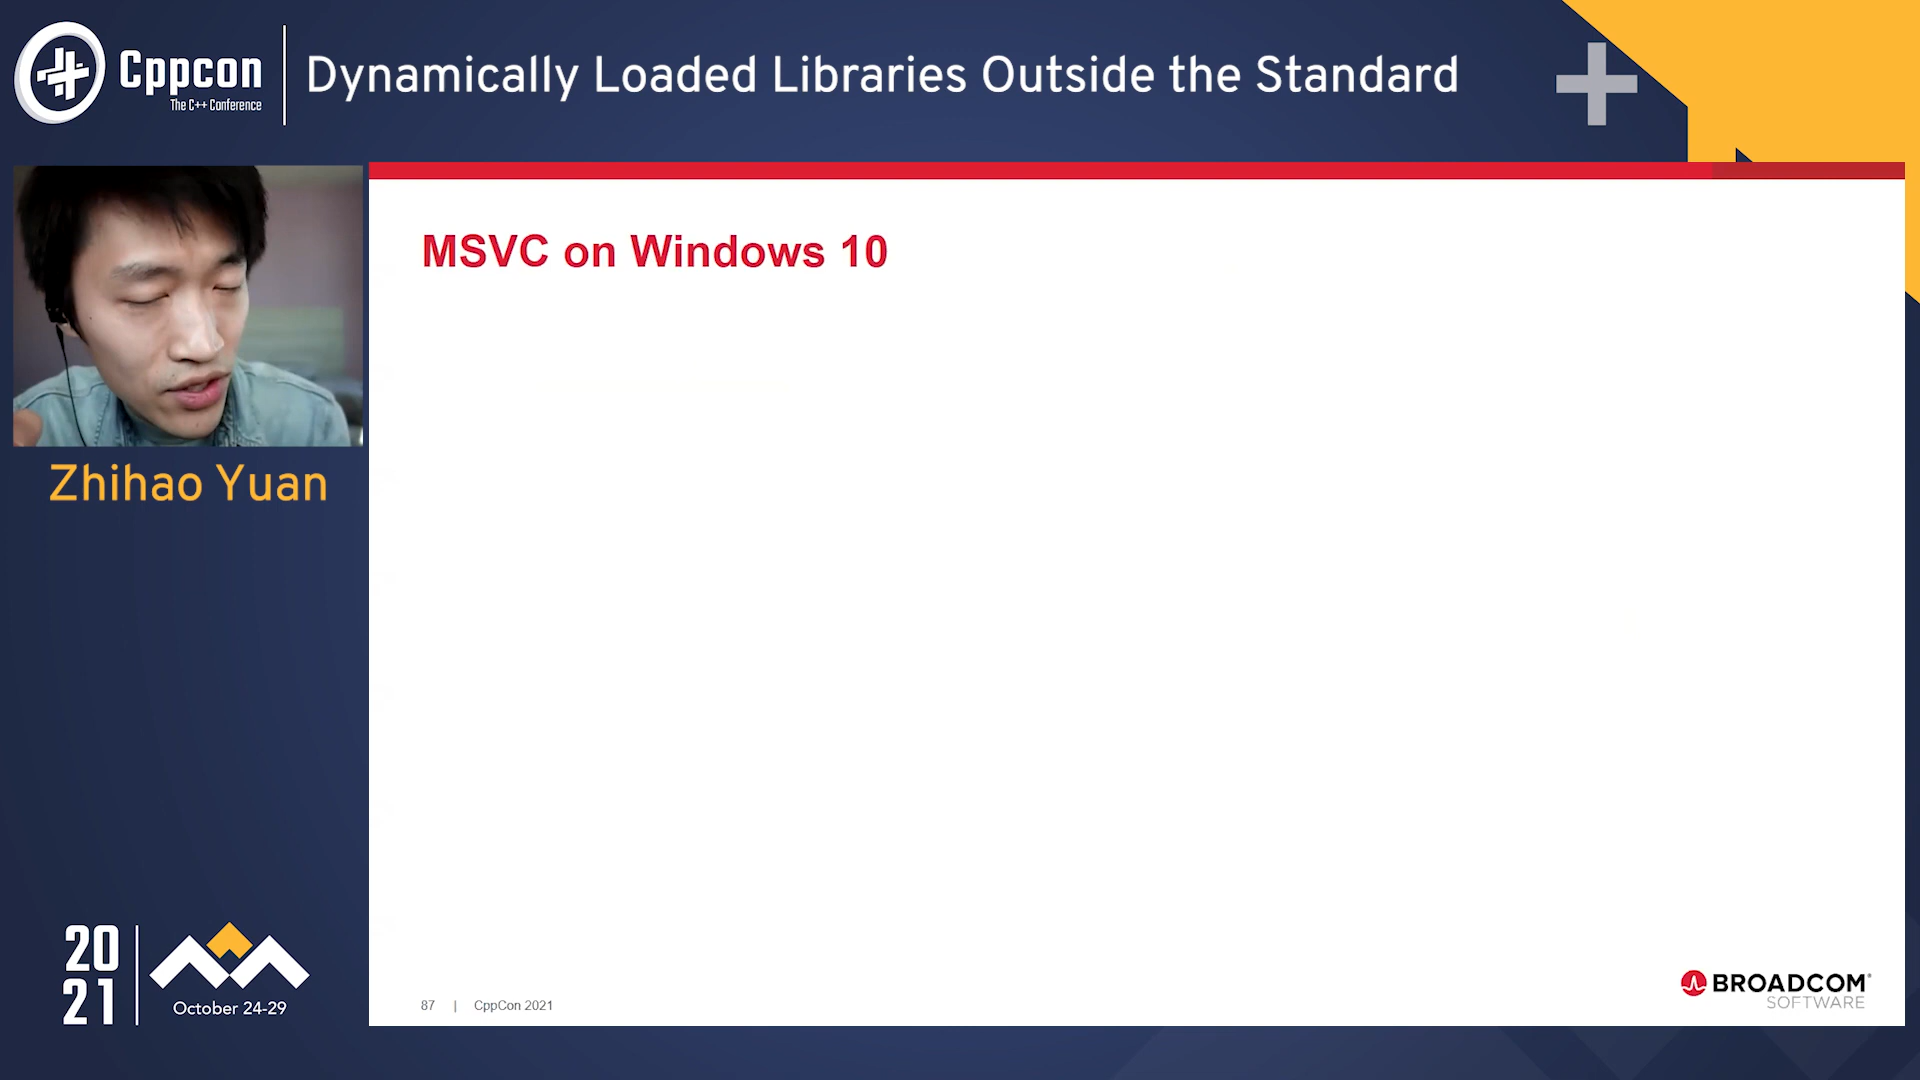 Cppcon
The C++ Conference
Dynamically Loaded Libraries Outside the Standard
Zhihao Yuan
MSVC on Windows 10
20
21
October 24-29
87 | CppCon 2021
BROADCOM®
SOFTWARE